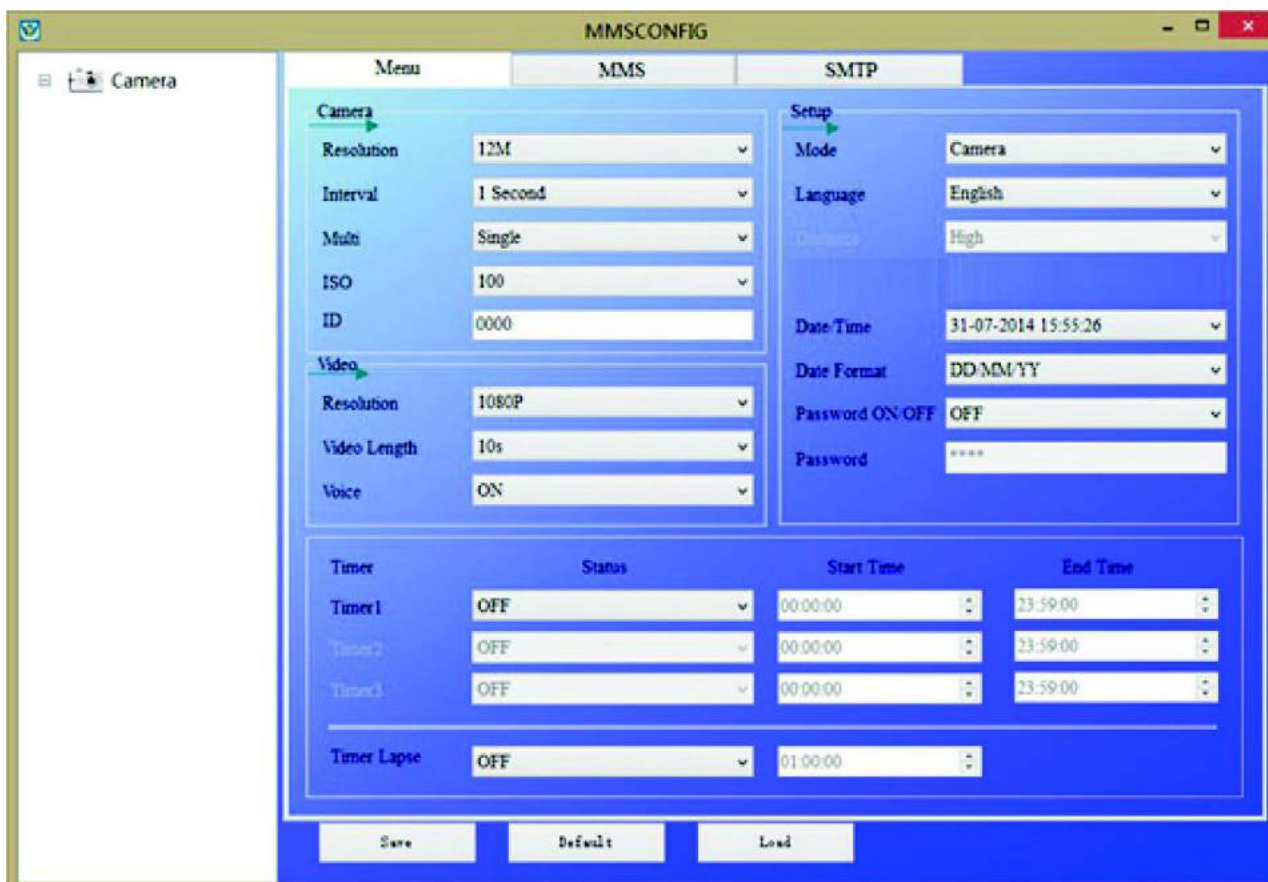 MMSCONFIG
Camera
Menu MMS SMTP
Camera
Resolution 12M
Interval 1 Second
Multi Single
ISO 100
ID 0000
Video
Resolution 1080P
Video Length 10s
Voice ON
Setup
Mode Camera
Language English
Distance High
Date/Time 31-07-2014 15:55:26
Date Format DD/MM/YY
Password ON/OFF OFF
Password ****
Timer Status Start Time End Time
Timer1 OFF 00:00:00 23:59:00
Timer2 OFF 00:00:00 23:59:00
Timer3 OFF 00:00:00 23:59:00
Timer Lapse OFF 01:00:00
Save Default Load